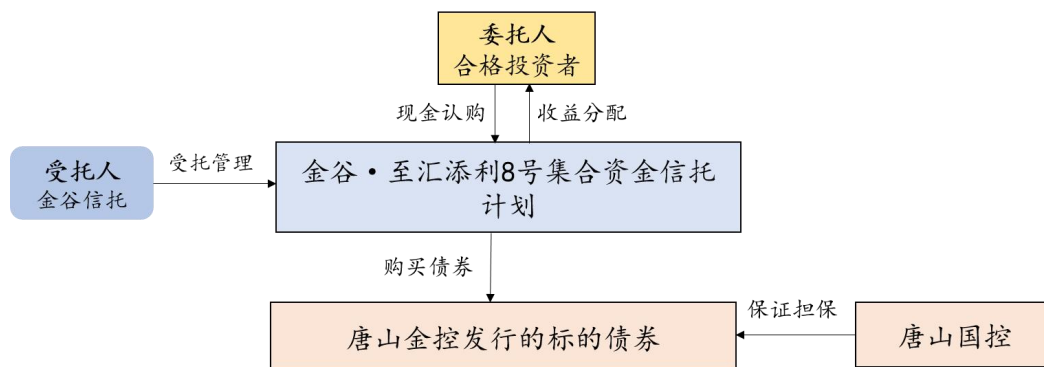 委托人
合格投资者
现金认购
收益分配
受托人
金谷信托
受托管理
金谷·至汇添利8号集合资金信托
计划
购买债券
唐山金控发行的标的债券
保证担保
唐山国控